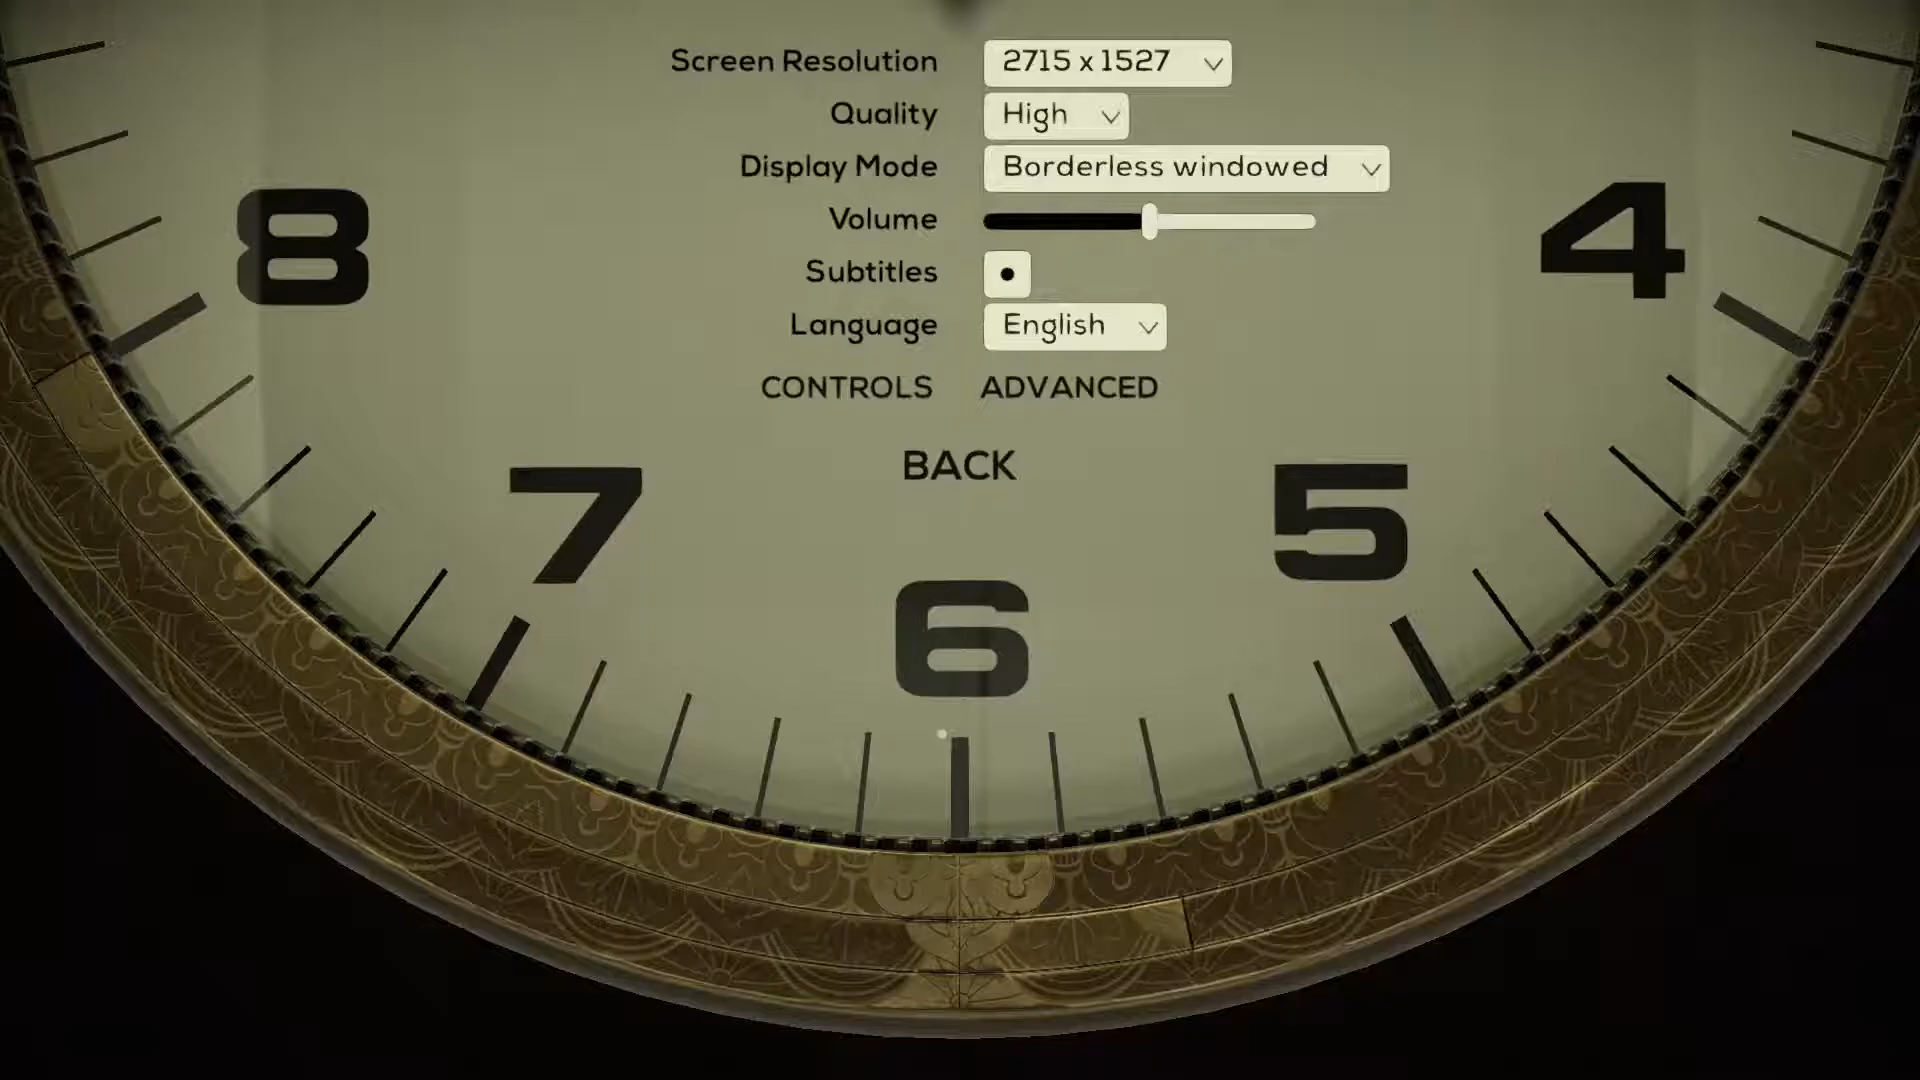 Screen Resolution 2715 x 1527
Quality High
Display Mode Borderless windowed
Volume
8 4
Subtitles
Language English
CONTROLS ADVANCED
BACK
7 5
6